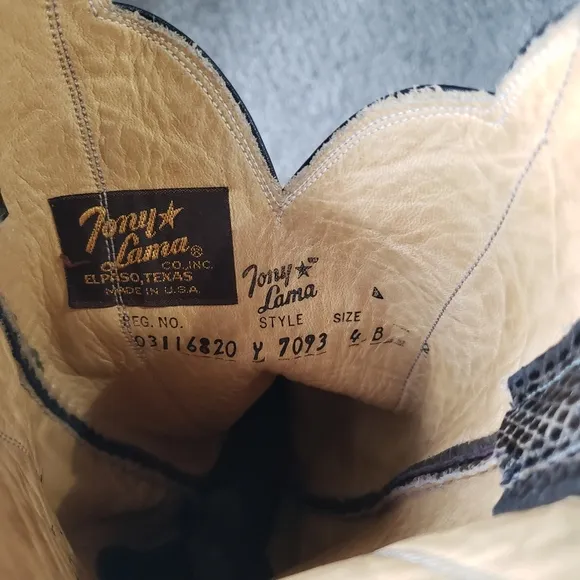 Tony Lama®
CO., INC.
EL PASO, TEXAS
MADE IN U.S.A.
Tony Lama
REG. NO. STYLE SIZE
03116820 Y 7093 4 B